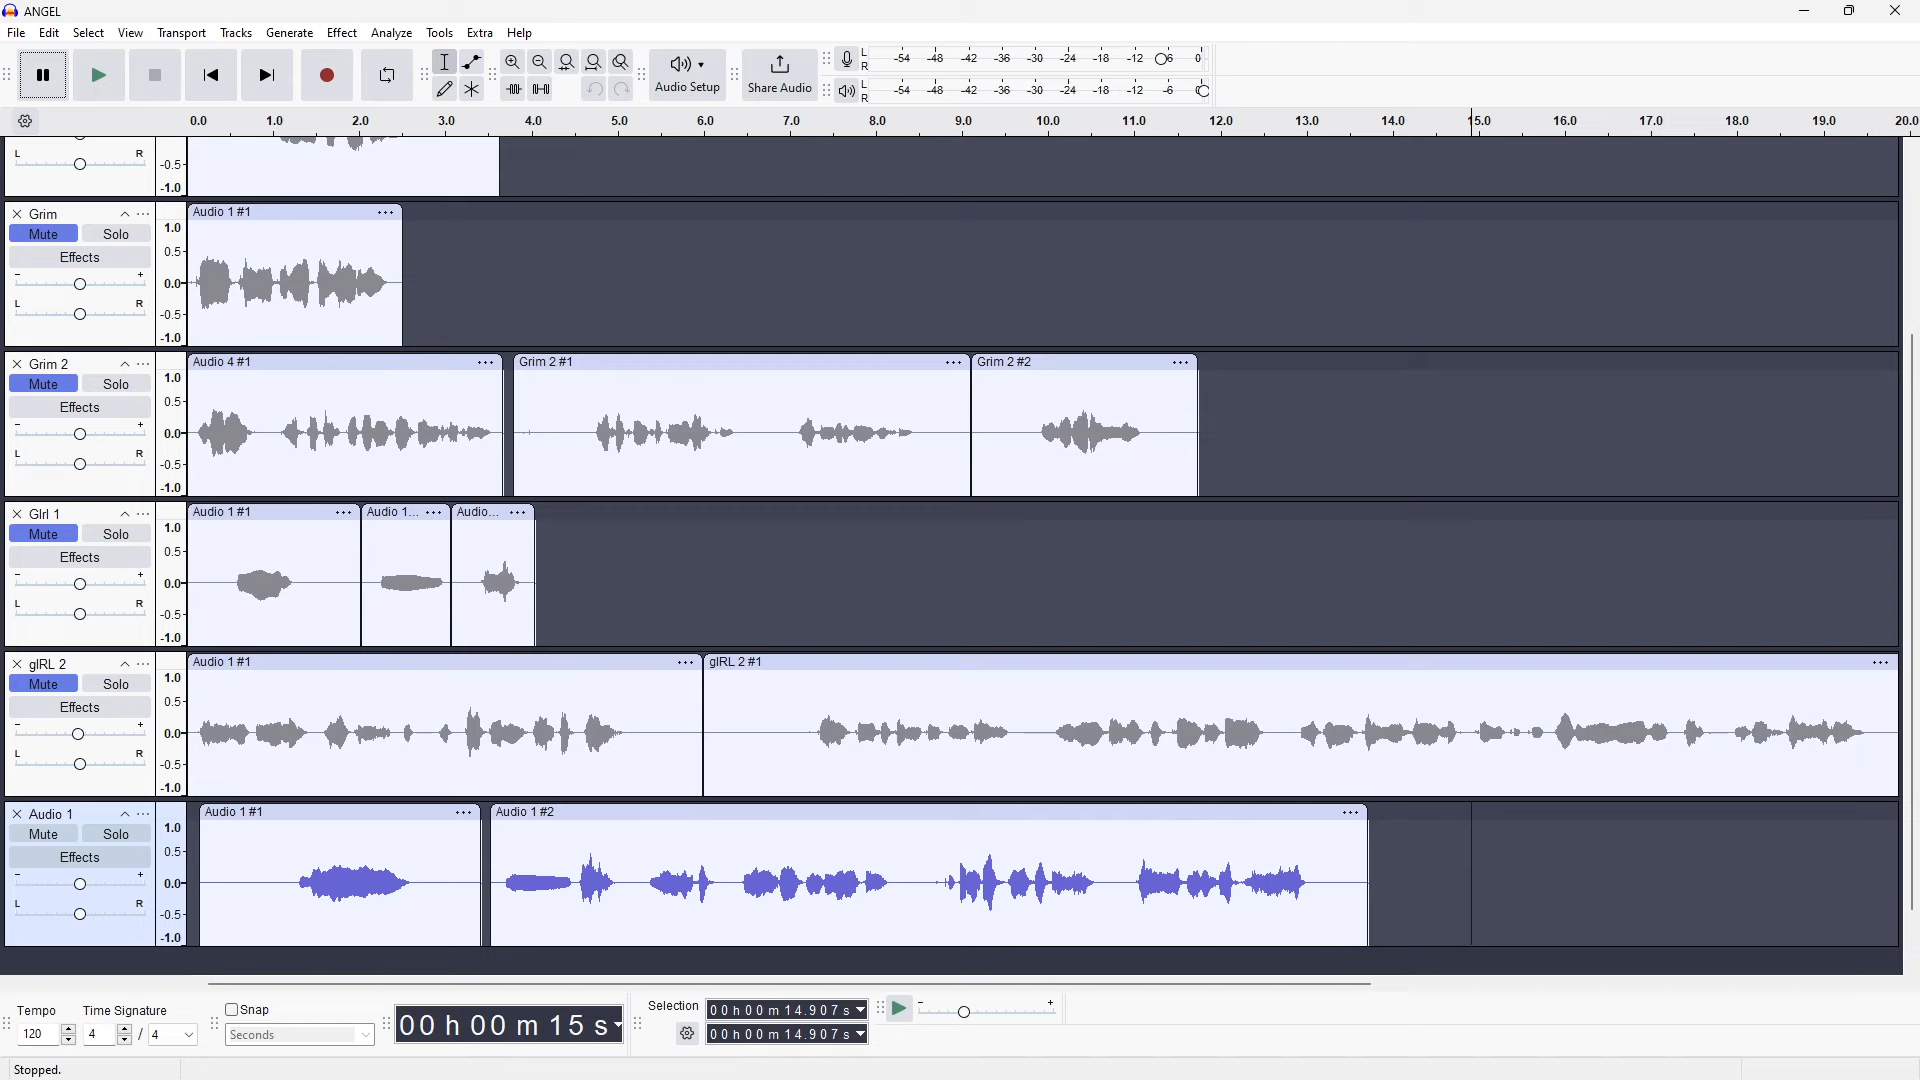 ANGEL
File Edit Select View Transport Tracks Generate Effect Analyze Tools Extra Help
Audio Setup
Share Audio
L
R
-54 -48 -42 -36 -30 -24 -18 -12 -6 0
L
R
-54 -48 -42 -36 -30 -24 -18 -12 -6 0
0.0 1.0 2.0 3.0 4.0 5.0 6.0 7.0 8.0 9.0 10.0 11.0 12.0 13.0 14.0 15.0 16.0 17.0 18.0 19.0 20.0
L R
-0.5
-1.0
Grim
Mute Solo
Effects
- +
L R
1.0
0.5
0.0
-0.5
-1.0
Audio 1 #1
Grim 2
Mute Solo
Effects
- +
L R
1.0
0.5
0.0
-0.5
-1.0
Audio 4 #1
Grim 2 #1
Grim 2 #2
GIrl 1
Mute Solo
Effects
- +
L R
1.0
0.5
0.0
-0.5
-1.0
Audio 1 #1
Audio 1...
Audio...
gIRL 2
Mute Solo
Effects
- +
L R
1.0
0.5
0.0
-0.5
-1.0
Audio 1 #1
gIRL 2 #1
Audio 1
Mute Solo
Effects
- +
L R
1.0
0.5
0.0
-0.5
-1.0
Audio 1 #1
Audio 1 #2
Tempo
120
Time Signature
4 / 4
Snap
Seconds
00 h 00 m 15 s
Selection
00 h 00 m 14.907 s
00 h 00 m 14.907 s
- +
Stopped.